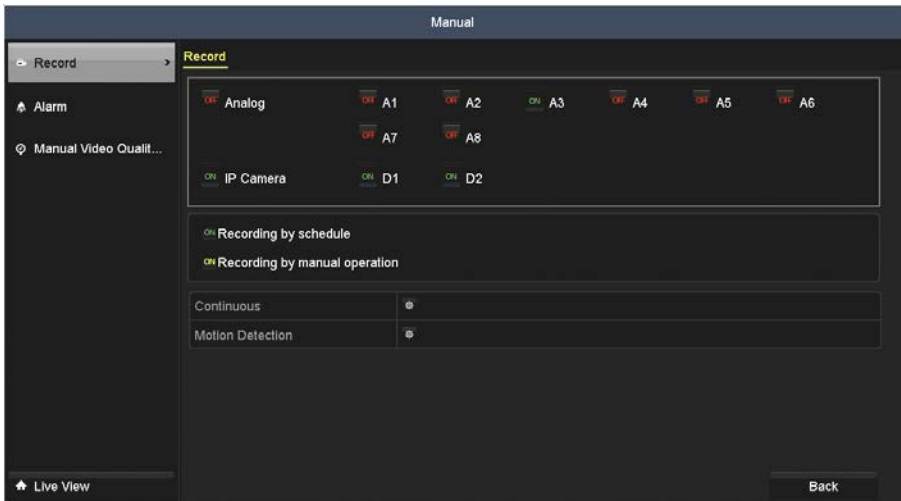 Manual
Record
Alarm
Manual Video Qualit...
Live View
Record
OFF Analog OFF A1 OFF A2 ON A3 OFF A4 OFF A5 OFF A6
OFF A7 OFF A8
ON IP Camera ON D1 ON D2
ON Recording by schedule
ON Recording by manual operation
Continuous
Motion Detection
Back